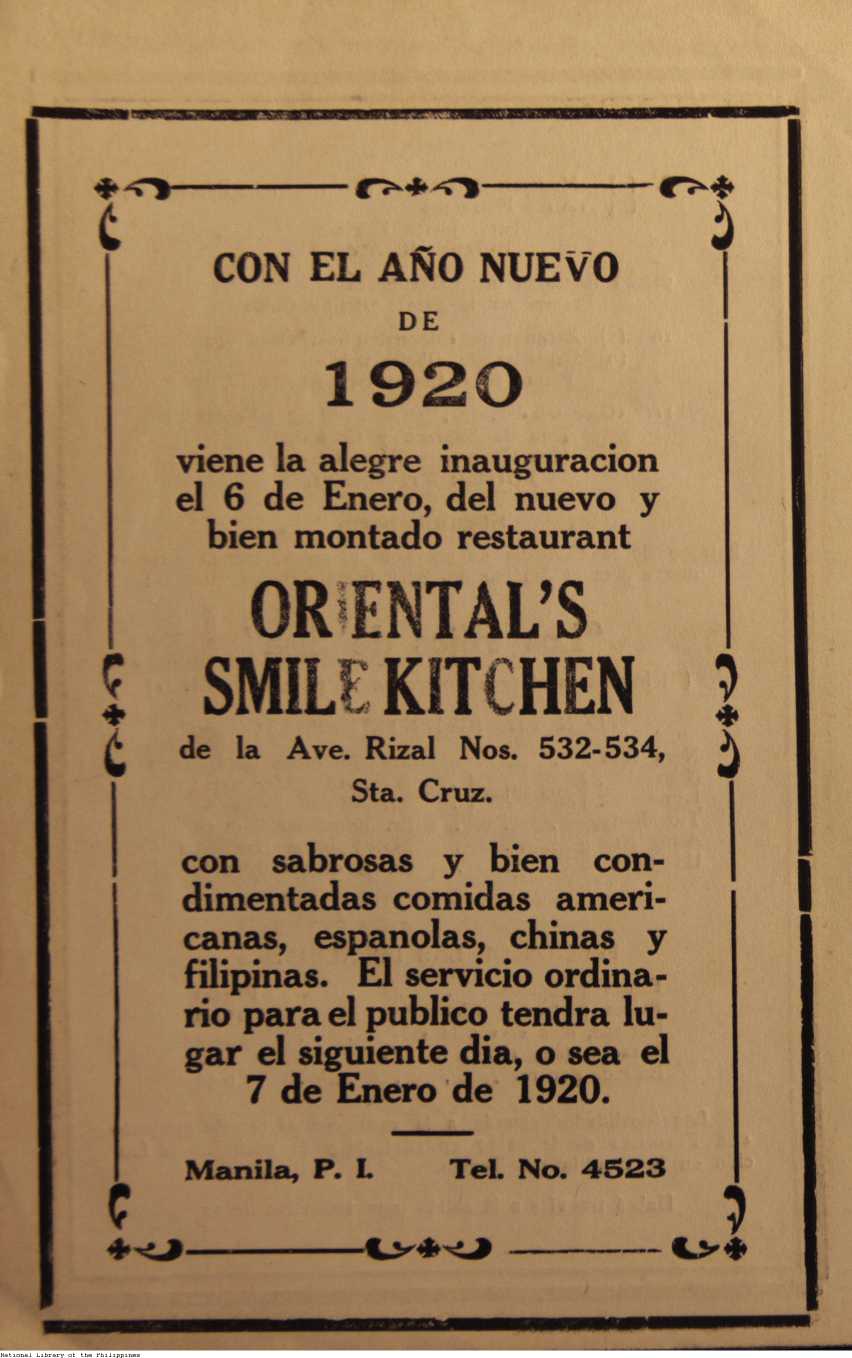 CON EL AÑO NUEVO
DE
1920
viene la alegre inauguracion
el 6 de Enero, del nuevo y
bien montado restaurant
ORIENTAL'S
SMILE KITCHEN
de la Ave. Rizal Nos. 532-534,
Sta. Cruz.
con sabrosas y bien con-
dimentadas comidas ameri-
canas, espanolas, chinas y
filipinas. El servicio ordina-
rio para el publico tendra lu-
gar el siguiente dia, o sea el
7 de Enero de 1920.
Manila, P. I. Tel. No. 4523
National Library of the Philippines